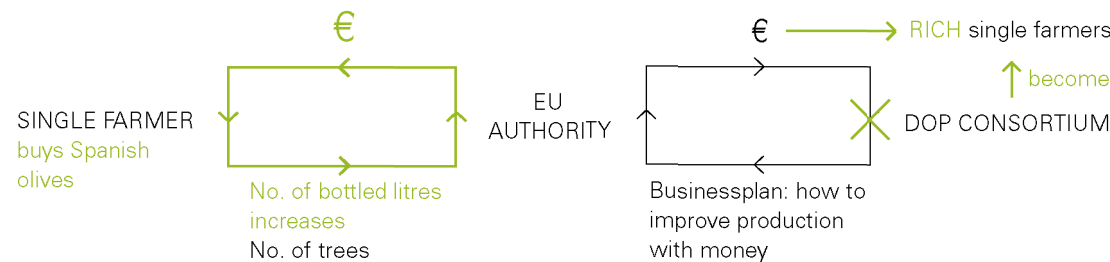 €
SINGLE FARMER
buys Spanish
olives
No. of bottled litres
increases
No. of trees
EU
AUTHORITY
€
RICH single farmers
become
DOP CONSORTIUM
Businessplan: how to
improve production
with money